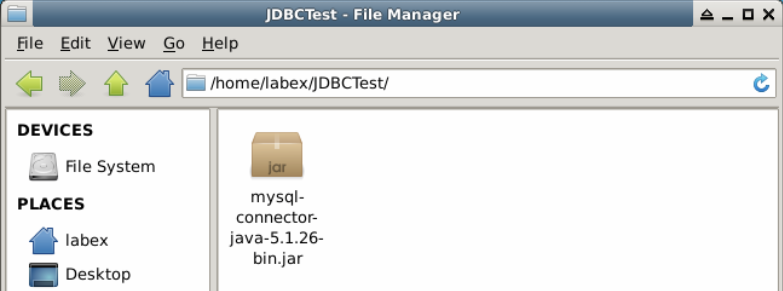 JDBCTest - File Manager
File Edit View Go Help
/home/labex/JDBCTest/
DEVICES
File System
PLACES
labex
Desktop
jar
mysql-
connector-
java-5.1.26-
bin.jar